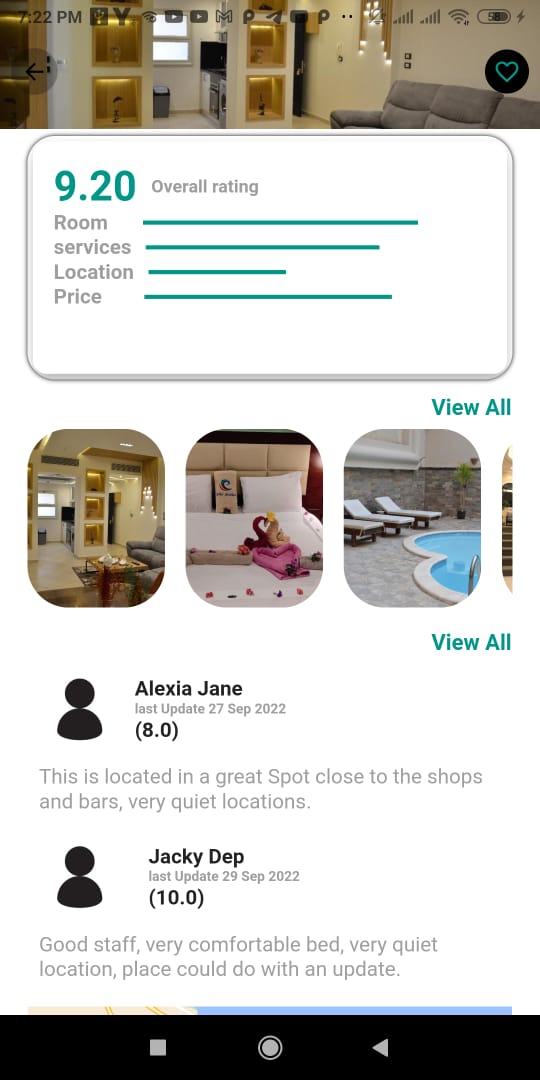 7:22 PM
58
9.20 Overall rating
Room
services
Location
Price
View All
View All
Alexia Jane
last Update 27 Sep 2022
(8.0)
This is located in a great Spot close to the shops
and bars, very quiet locations.
Jacky Dep
last Update 29 Sep 2022
(10.0)
Good staff, very comfortable bed, very quiet
location, place could do with an update.